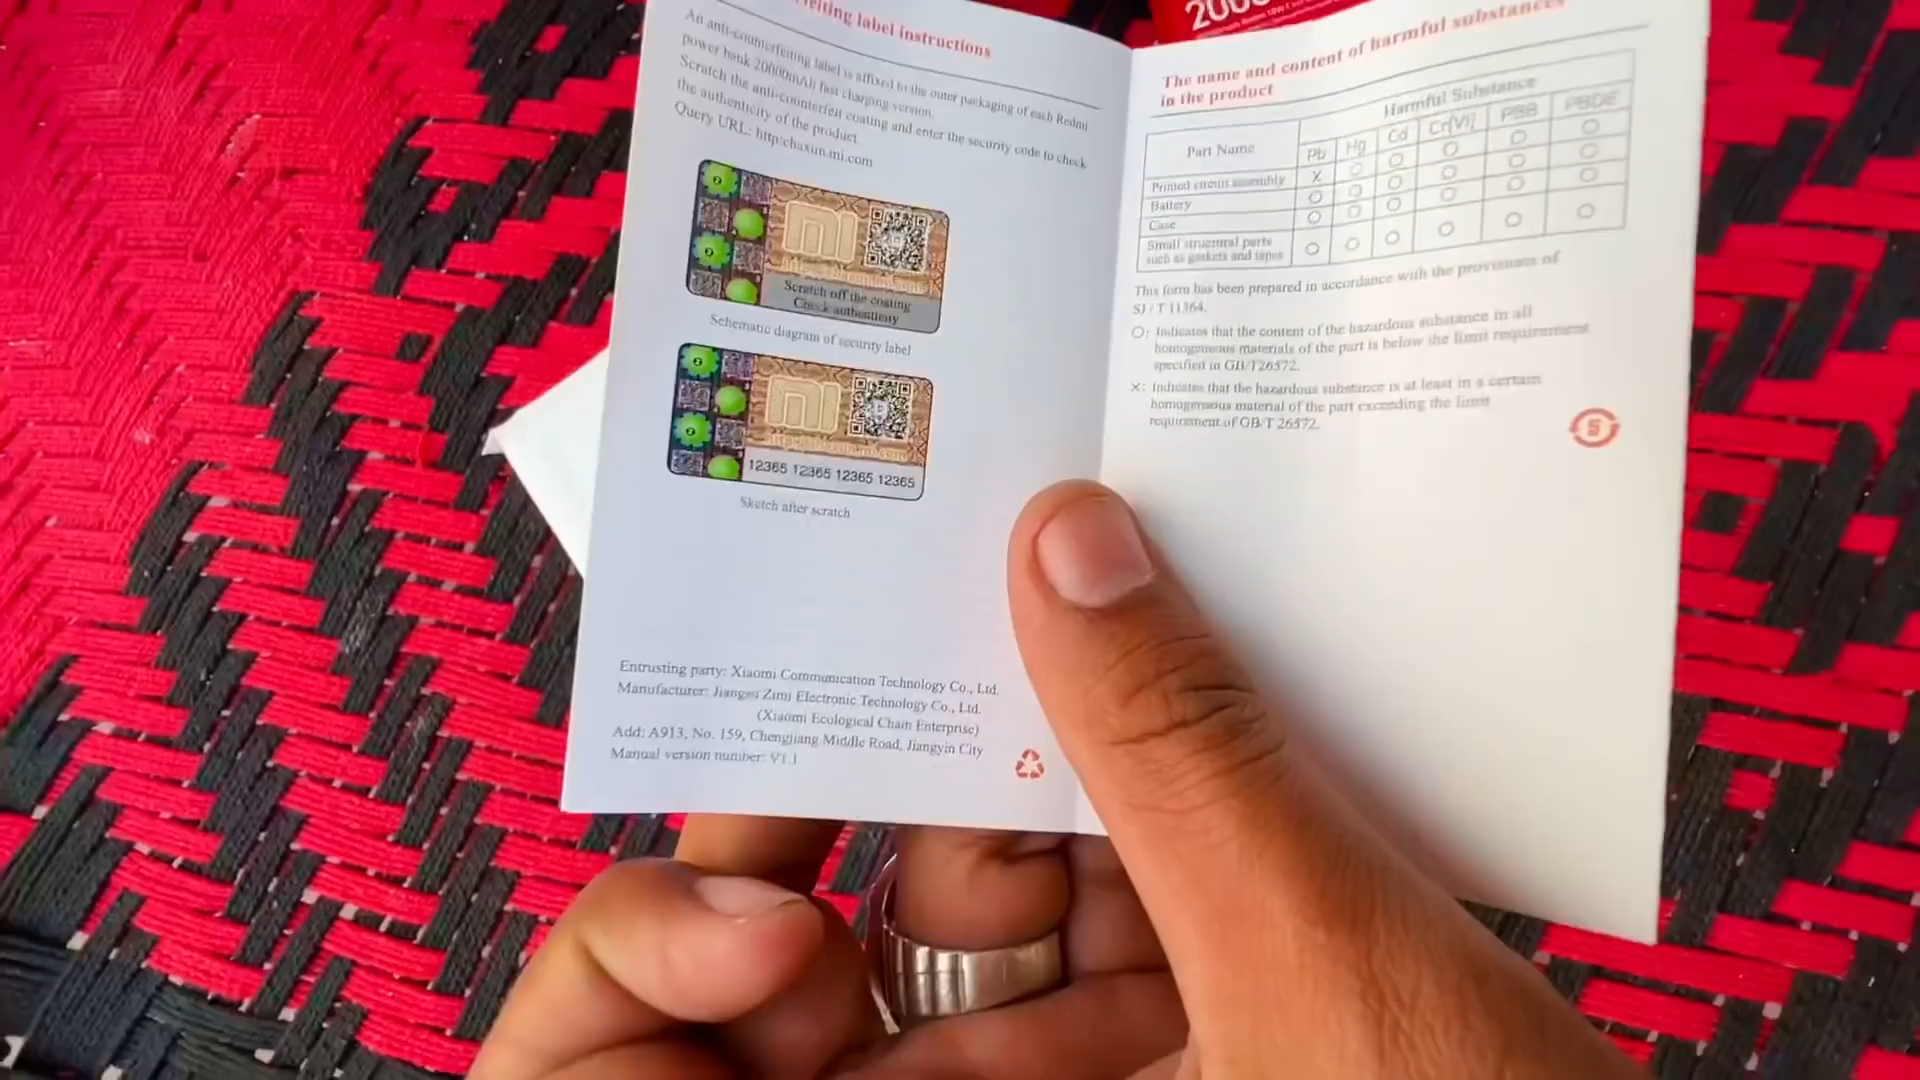 label instructions
An anti-counterfeiting label is affixed to the outer packaging of each Redmi
power bank 20000mAh fast charging version.
Scratch the anti-counterfeit coating and enter the security code to check
the authenticity of the product.
Query URL: http:chaxun.mi.com
Scratch off the coating
Check authenticity
Schematic diagram of security label
12365 12365 12365 12365
Sketch after scratch
Entrusting party: Xiaomi Communication Technology Co., Ltd.
Manufacturer: Jiangsu Zimi Electronic Technology Co., Ltd.
(Xiaomi Ecological Chain Enterprise)
Add: A913, No. 159, Chengjiang Middle Road, Jiangyin City
Manual version number: V1.1
The name and content of harmful substances
in the product
Part Name
Harmful Substance
Pb Hg Cd Cr[VI] PBB PBDE
Printed circuit assembly X O O O O O
Battery O O O O O O
Case O O O O O O
Small structural parts
such as gaskets and tapes O O O O O O
This form has been prepared in accordance with the provisions of
SJ / T 11364.
O: Indicates that the content of the hazardous substance in all
homogeneous materials of the part is below the limit requirement
specified in GB/T26572.
X: Indicates that the hazardous substance is at least in a certain
homogeneous material of the part exceeding the limit
requirement of GB/T 26572.
5